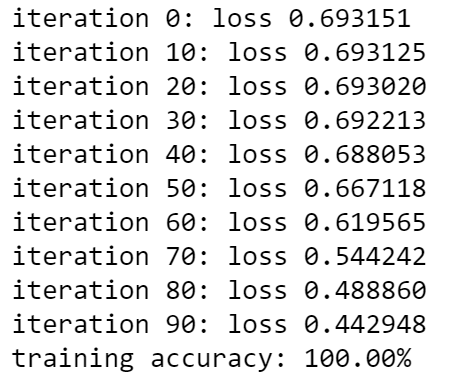 iteration 0: loss 0.693151
iteration 10: loss 0.693125
iteration 20: loss 0.693020
iteration 30: loss 0.692213
iteration 40: loss 0.688053
iteration 50: loss 0.667118
iteration 60: loss 0.619565
iteration 70: loss 0.544242
iteration 80: loss 0.488860
iteration 90: loss 0.442948
training accuracy: 100.00%